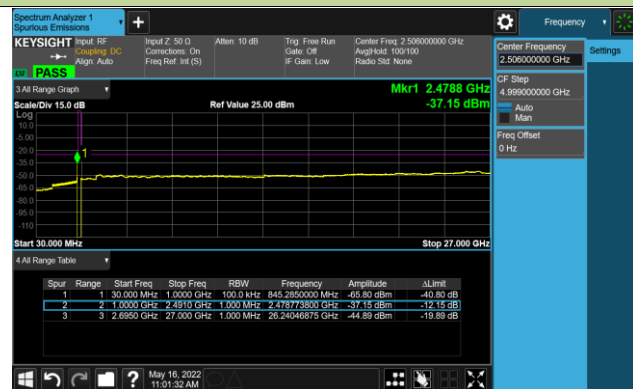 Spectrum Analyzer 1
Spurious Emissions
Frequency
KEYSIGHT
Input: RF
Coupling: DC
Align: Auto
Input Z: 50 Ω
Corrections: On
Freq Ref: Int (S)
Atten: 10 dB
Trig: Free Run
Gate: Off
IF Gain: Low
Center Freq: 2.506000000 GHz
Avg|Hold: 100/100
Radio Std: None
PASS
Center Frequency
2.506000000 GHz
Settings
CF Step
4.999000000 GHz
Auto
Man
Freq Offset
0 Hz
3 All Range Graph
Mkr1 2.4788 GHz
Scale/Div 15.0 dB
Ref Value 25.00 dBm
-37.15 dBm
Log
10.0
-5.00
-20.0
-35.0
-50.0
-65.0
-80.0
-95.0
-110
1
Start 30.000 MHz
Stop 27.000 GHz
4 All Range Table
Spur Range Start Freq Stop Freq RBW Frequency Amplitude ΔLimit
1 1 30.000 MHz 1.0000 GHz 100.0 kHz 845.2850000 MHz -65.80 dBm -40.80 dB
2 2 1.0000 GHz 2.4910 GHz 1.000 MHz 2.478773800 GHz -37.15 dBm -12.15 dB
3 3 2.6950 GHz 27.000 GHz 1.000 MHz 26.24046875 GHz -44.89 dBm -19.89 dB
May 16, 2022
11:01:32 AM